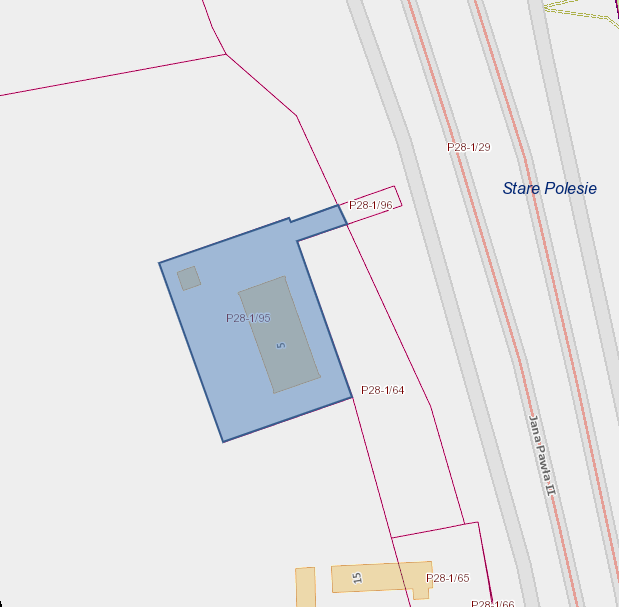 P28-1/29
Stare Polesie
P28-1/96
P28-1/95
5
P28-1/64
Jana Pawła II
15
P28-1/65
P28-1/66